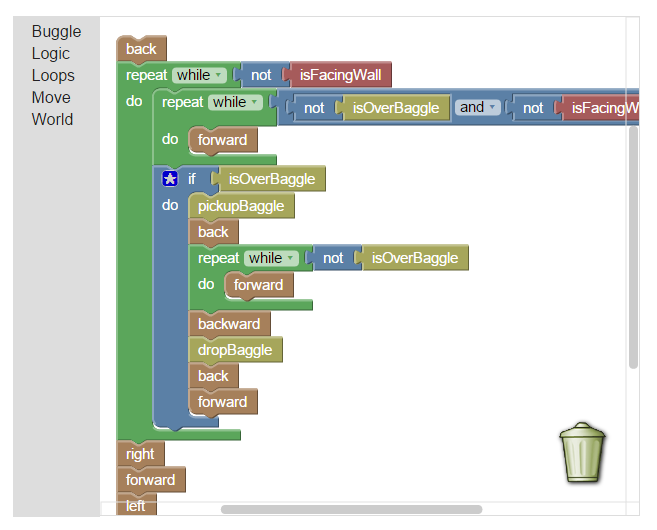 Buggle
Logic
Loops
Move
World
back
repeat while not isFacingWall
do repeat while not isOverBaggle and not isFacingW
do forward
if isOverBaggle
do pickupBaggle
back
repeat while not isOverBaggle
do forward
backward
dropBaggle
back
forward
right
forward
left